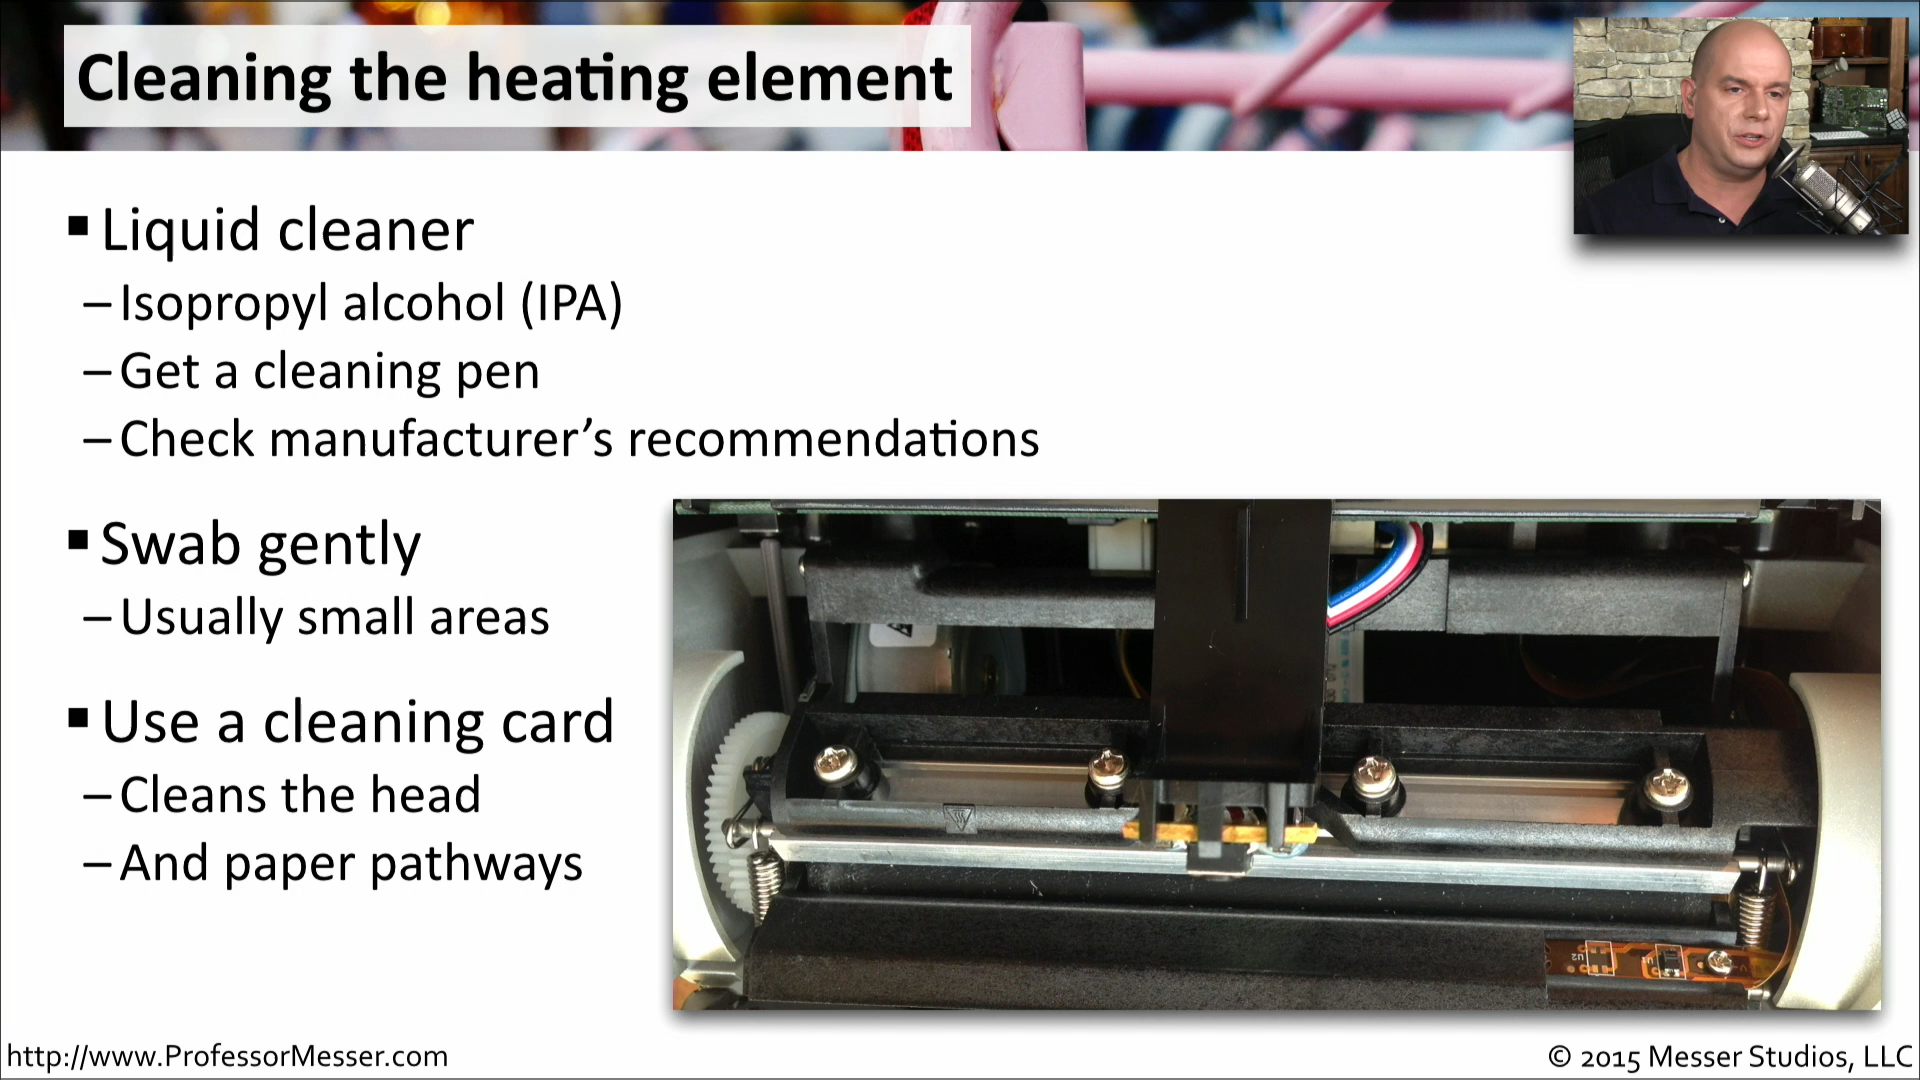 Cleaning the heating element
▪ Liquid cleaner
– Isopropyl alcohol (IPA)
– Get a cleaning pen
– Check manufacturer’s recommendations
▪ Swab gently
– Usually small areas
▪ Use a cleaning card
– Cleans the head
– And paper pathways
http://www.ProfessorMesser.com
© 2015 Messer Studios, LLC